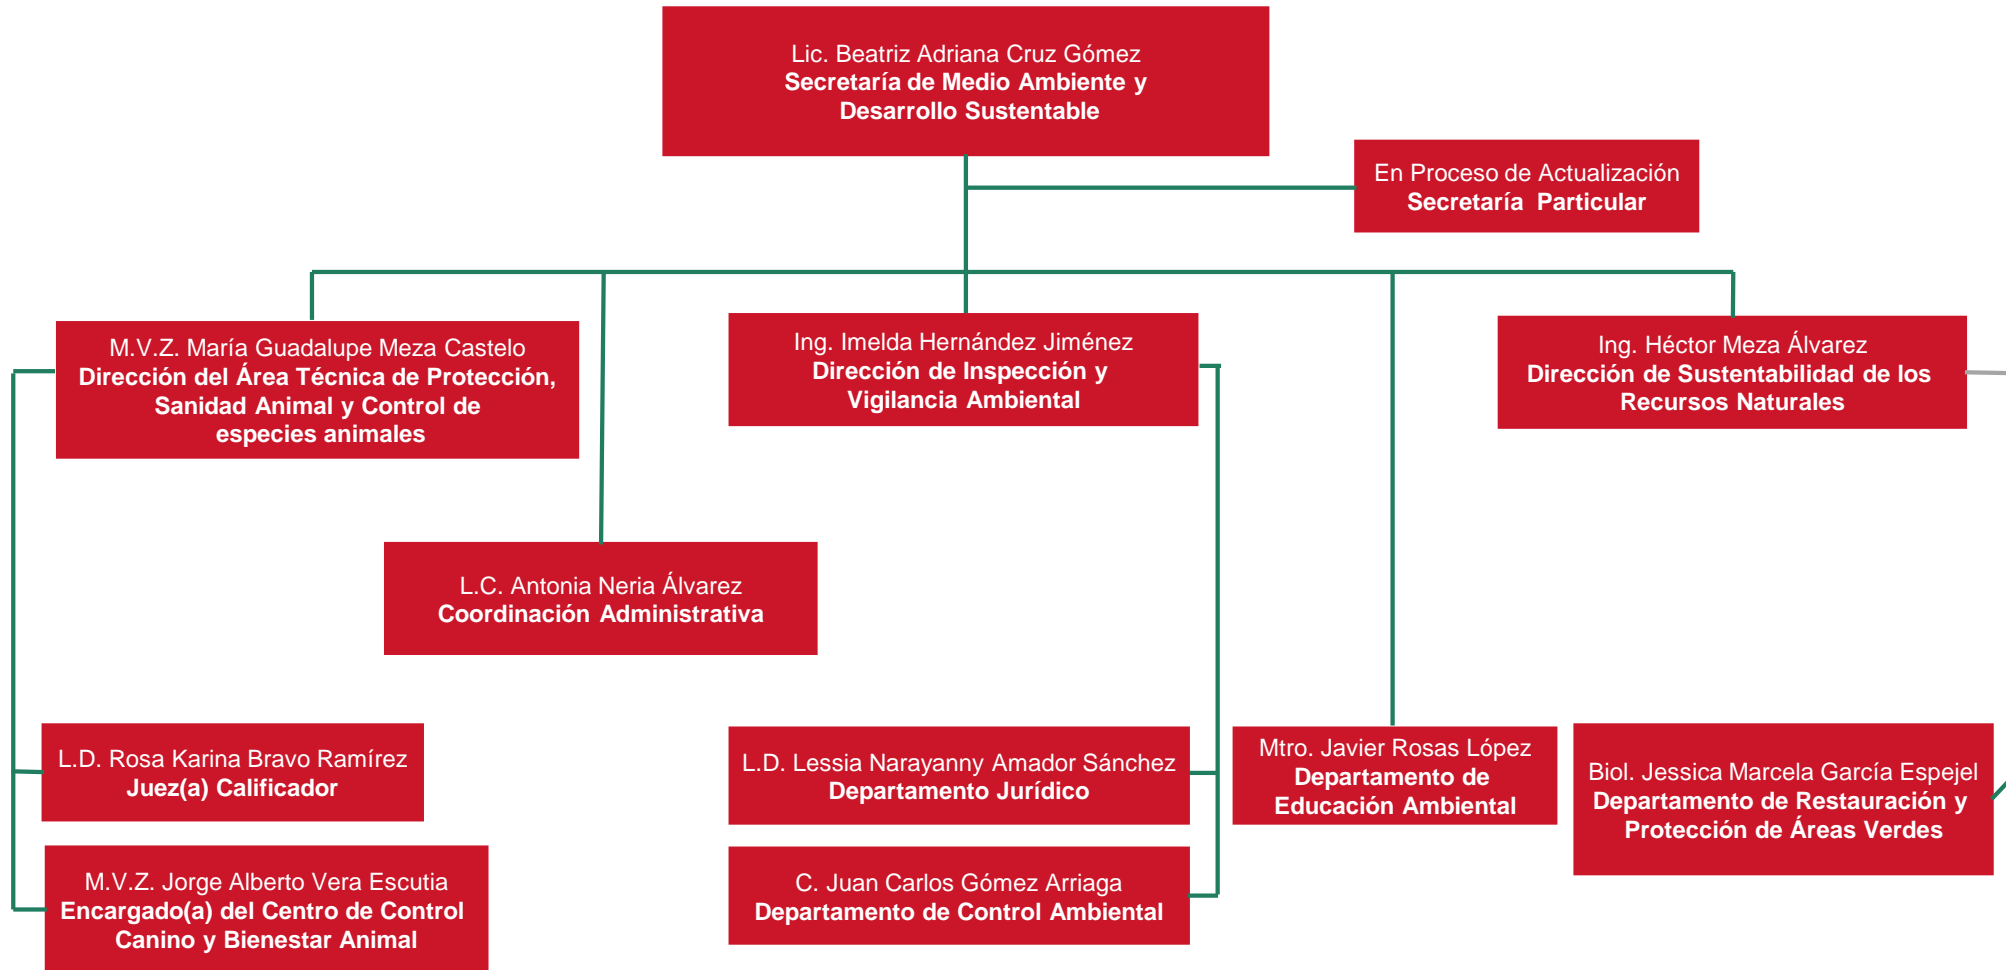 Lic. Beatriz Adriana Cruz Gómez
Secretaría de Medio Ambiente y
Desarrollo Sustentable
En Proceso de Actualización
Secretaría Particular
M.V.Z. María Guadalupe Meza Castelo
Dirección del Área Técnica de Protección,
Sanidad Animal y Control de
especies animales
Ing. Imelda Hernández Jiménez
Dirección de Inspección y
Vigilancia Ambiental
Ing. Héctor Meza Álvarez
Dirección de Sustentabilidad de los
Recursos Naturales
L.C. Antonia Neria Álvarez
Coordinación Administrativa
L.D. Rosa Karina Bravo Ramírez
Juez(a) Calificador
L.D. Lessia Narayanny Amador Sánchez
Departamento Jurídico
Mtro. Javier Rosas López
Departamento de
Educación Ambiental
Biol. Jessica Marcela García Espejel
Departamento de Restauración y
Protección de Áreas Verdes
M.V.Z. Jorge Alberto Vera Escutia
Encargado(a) del Centro de Control
Canino y Bienestar Animal
C. Juan Carlos Gómez Arriaga
Departamento de Control Ambiental